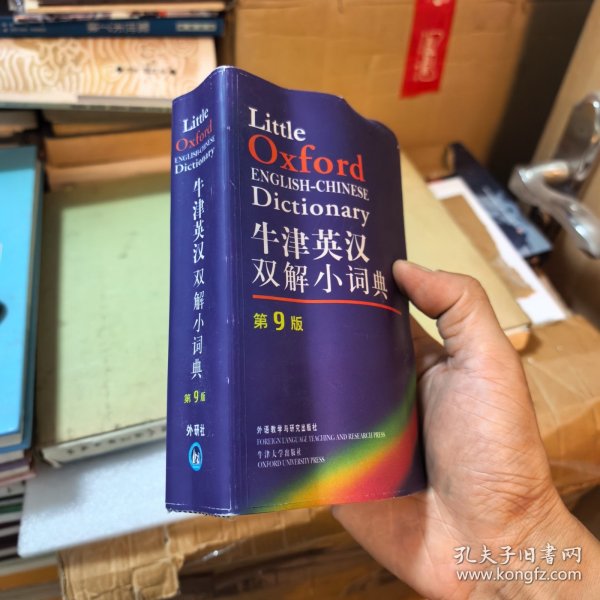 Little
Oxford
ENGLISH-CHINESE
Dictionary
牛津英汉
双解小词典
第9版
外语教学与研究出版社
FOREIGN LANGUAGE TEACHING AND RESEARCH PRESS
牛津大学出版社
OXFORD UNIVERSITY PRESS
Little
Oxford
ENGLISH-CHINESE
Dictionary
牛津英汉双解小词典
第9版
外研社
孔夫子旧书网
www.kongfz.com